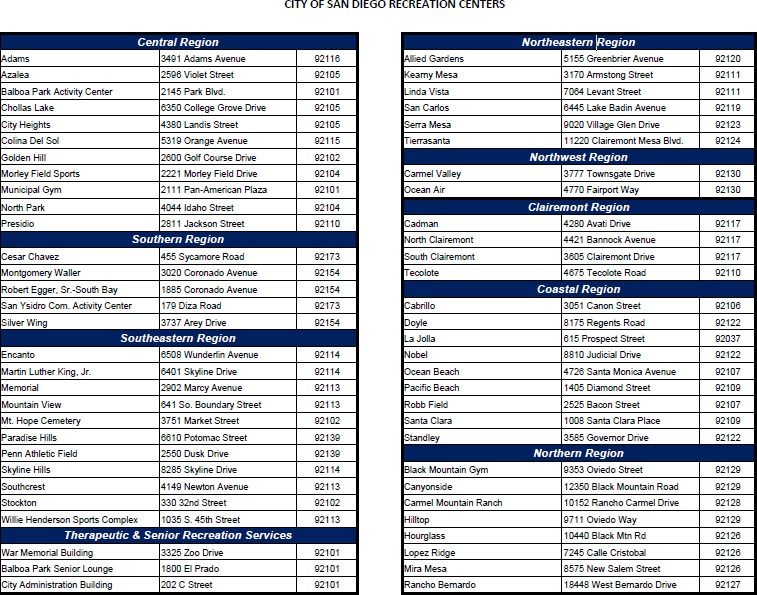 CITY OF SAN DIEGO RECREATION CENTERS
Central Region
Adams 3491 Adams Avenue 92116
Azalea 2596 Violet Street 92105
Balboa Park Activity Center 2145 Park Blvd. 92101
Chollas Lake 6350 College Grove Drive 92105
City Heights 4380 Landis Street 92105
Colina Del Sol 5319 Orange Avenue 92115
Golden Hill 2600 Golf Course Drive 92102
Morley Field Sports 2221 Morley Field Drive 92104
Municipal Gym 2111 Pan-American Plaza 92101
North Park 4044 Idaho Street 92104
Presidio 2811 Jackson Street 92110
Southern Region
Cesar Chavez 455 Sycamore Road 92173
Montgomery Waller 3020 Coronado Avenue 92154
Robert Egger, Sr.-South Bay 1885 Coronado Avenue 92154
San Ysidro Com. Activity Center 179 Diza Road 92173
Silver Wing 3737 Arey Drive 92154
Southeastern Region
Encanto 6508 Wunderlin Avenue 92114
Martin Luther King, Jr. 6401 Skyline Drive 92114
Memorial 2902 Marcy Avenue 92113
Mountain View 641 So. Boundary Street 92113
Mt. Hope Cemetery 3751 Market Street 92102
Paradise Hills 6610 Potomac Street 92139
Penn Athletic Field 2550 Dusk Drive 92139
Skyline Hills 8285 Skyline Drive 92114
Southcrest 4149 Newton Avenue 92113
Stockton 330 32nd Street 92102
Willie Henderson Sports Complex 1035 S. 45th Street 92113
Therapeutic & Senior Recreation Services
War Memorial Building 3325 Zoo Drive 92101
Balboa Park Senior Lounge 1800 El Prado 92101
City Administration Building 202 C Street 92101
Northeastern Region
Allied Gardens 5155 Greenbrier Avenue 92120
Kearny Mesa 3170 Armstong Street 92111
Linda Vista 7064 Levant Street 92111
San Carlos 6445 Lake Badin Avenue 92119
Serra Mesa 9020 Village Glen Drive 92123
Tierrasanta 11220 Clairemont Mesa Blvd. 92124
Northwest Region
Carmel Valley 3777 Townsgate Drive 92130
Ocean Air 4770 Fairport Way 92130
Clairemont Region
Cadman 4280 Avati Drive 92117
North Clairemont 4421 Bannock Avenue 92117
South Clairemont 3605 Clairemont Drive 92117
Tecolote 4675 Tecolote Road 92110
Coastal Region
Cabrillo 3051 Canon Street 92106
Doyle 8175 Regents Road 92122
La Jolla 615 Prospect Street 92037
Nobel 8810 Judicial Drive 92122
Ocean Beach 4726 Santa Monica Avenue 92107
Pacific Beach 1405 Diamond Street 92109
Robb Field 2525 Bacon Street 92107
Santa Clara 1008 Santa Clara Place 92109
Standley 3585 Governor Drive 92122
Northern Region
Black Mountain Gym 9353 Oviedo Street 92129
Canyonside 12350 Black Mountain Road 92129
Carmel Mountain Ranch 10152 Rancho Carmel Drive 92128
Hilltop 9711 Oviedo Way 92129
Hourglass 10440 Black Mtn Rd 92126
Lopez Ridge 7245 Calle Cristobal 92126
Mira Mesa 8575 New Salem Street 92126
Rancho Bernardo 18448 West Bernardo Drive 92127